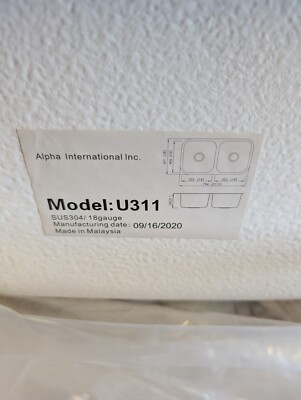 Alpha International Inc.
Model: U311
SUS304/ 18gauge
Manufacturing date: 09/16/2020
Made in Malaysia